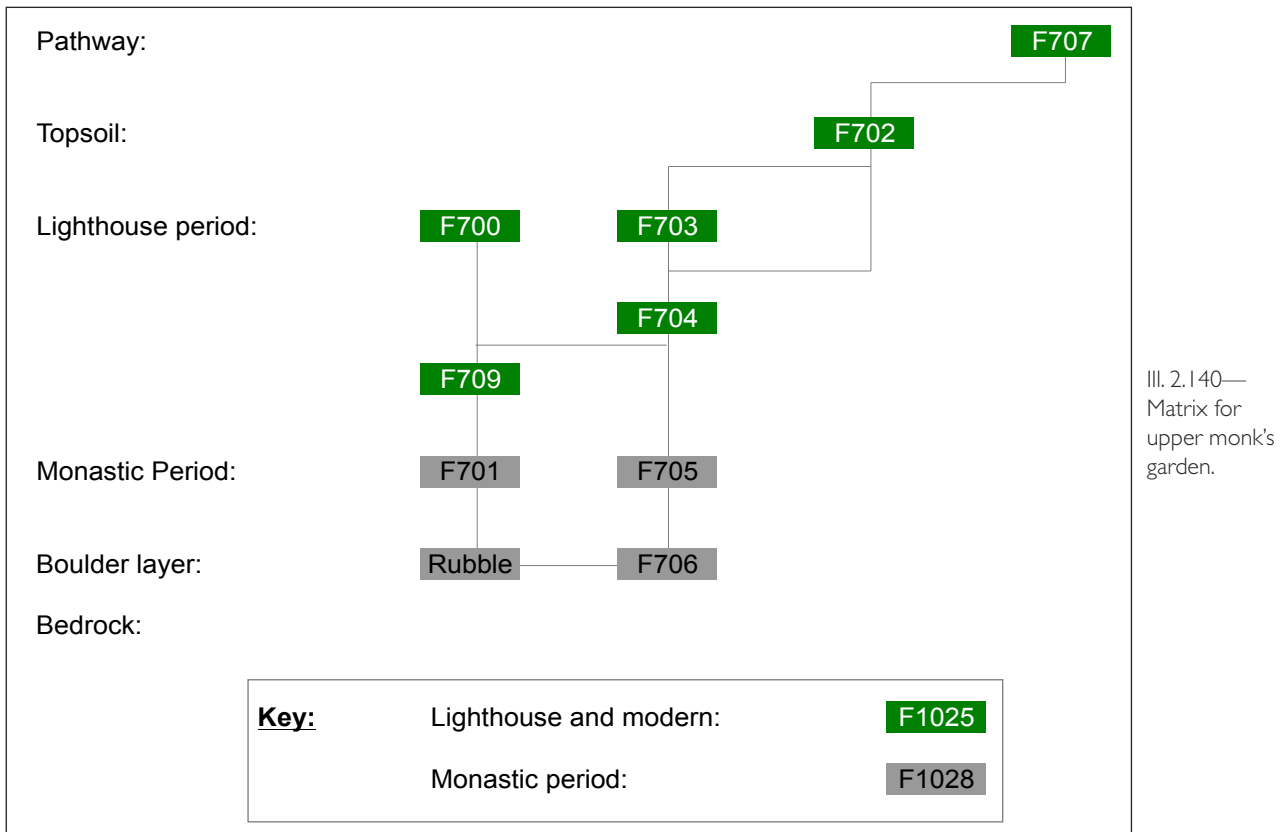 Pathway: F707
Topsoil: F702
Lighthouse period: F700 F703
F704
F709
Monastic Period: F701 F705
Boulder layer: Rubble F706
Bedrock:
Key: Lighthouse and modern: F1025
Monastic period: F1028
Ill. 2.140—
Matrix for
upper monk's
garden.